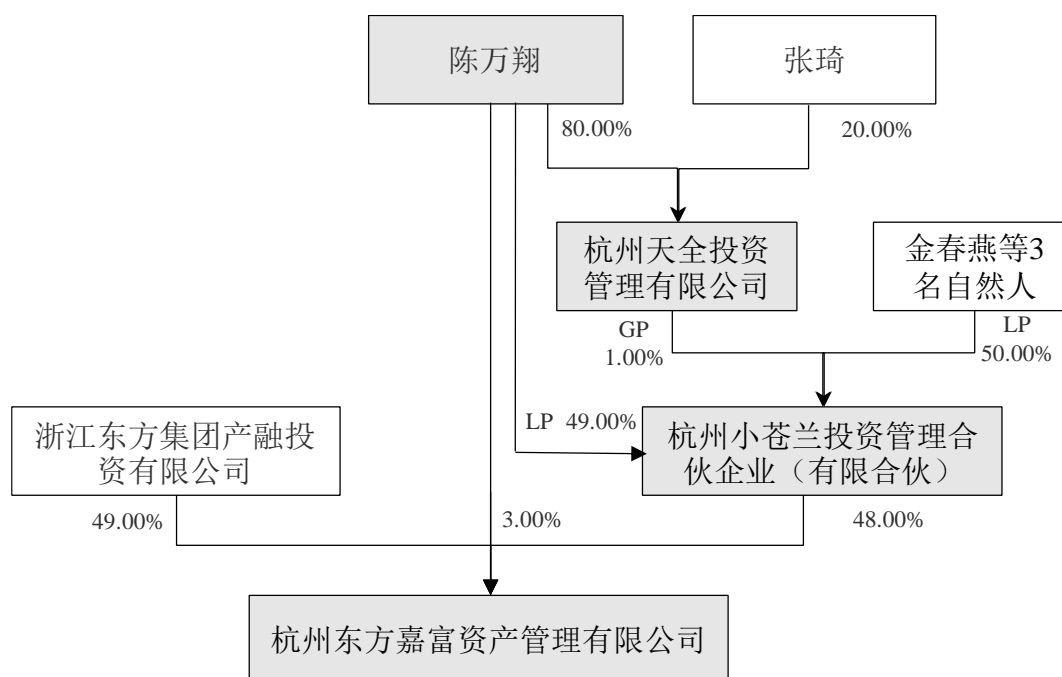 陈万翔
张琦
80.00%
20.00%
杭州天全投资
管理有限公司
金春燕等3
名自然人
GP
1.00%
LP
50.00%
浙江东方集团产融投
资有限公司
LP 49.00%
杭州小苍兰投资管理合
伙企业（有限合伙）
49.00%
3.00%
48.00%
杭州东方嘉富资产管理有限公司